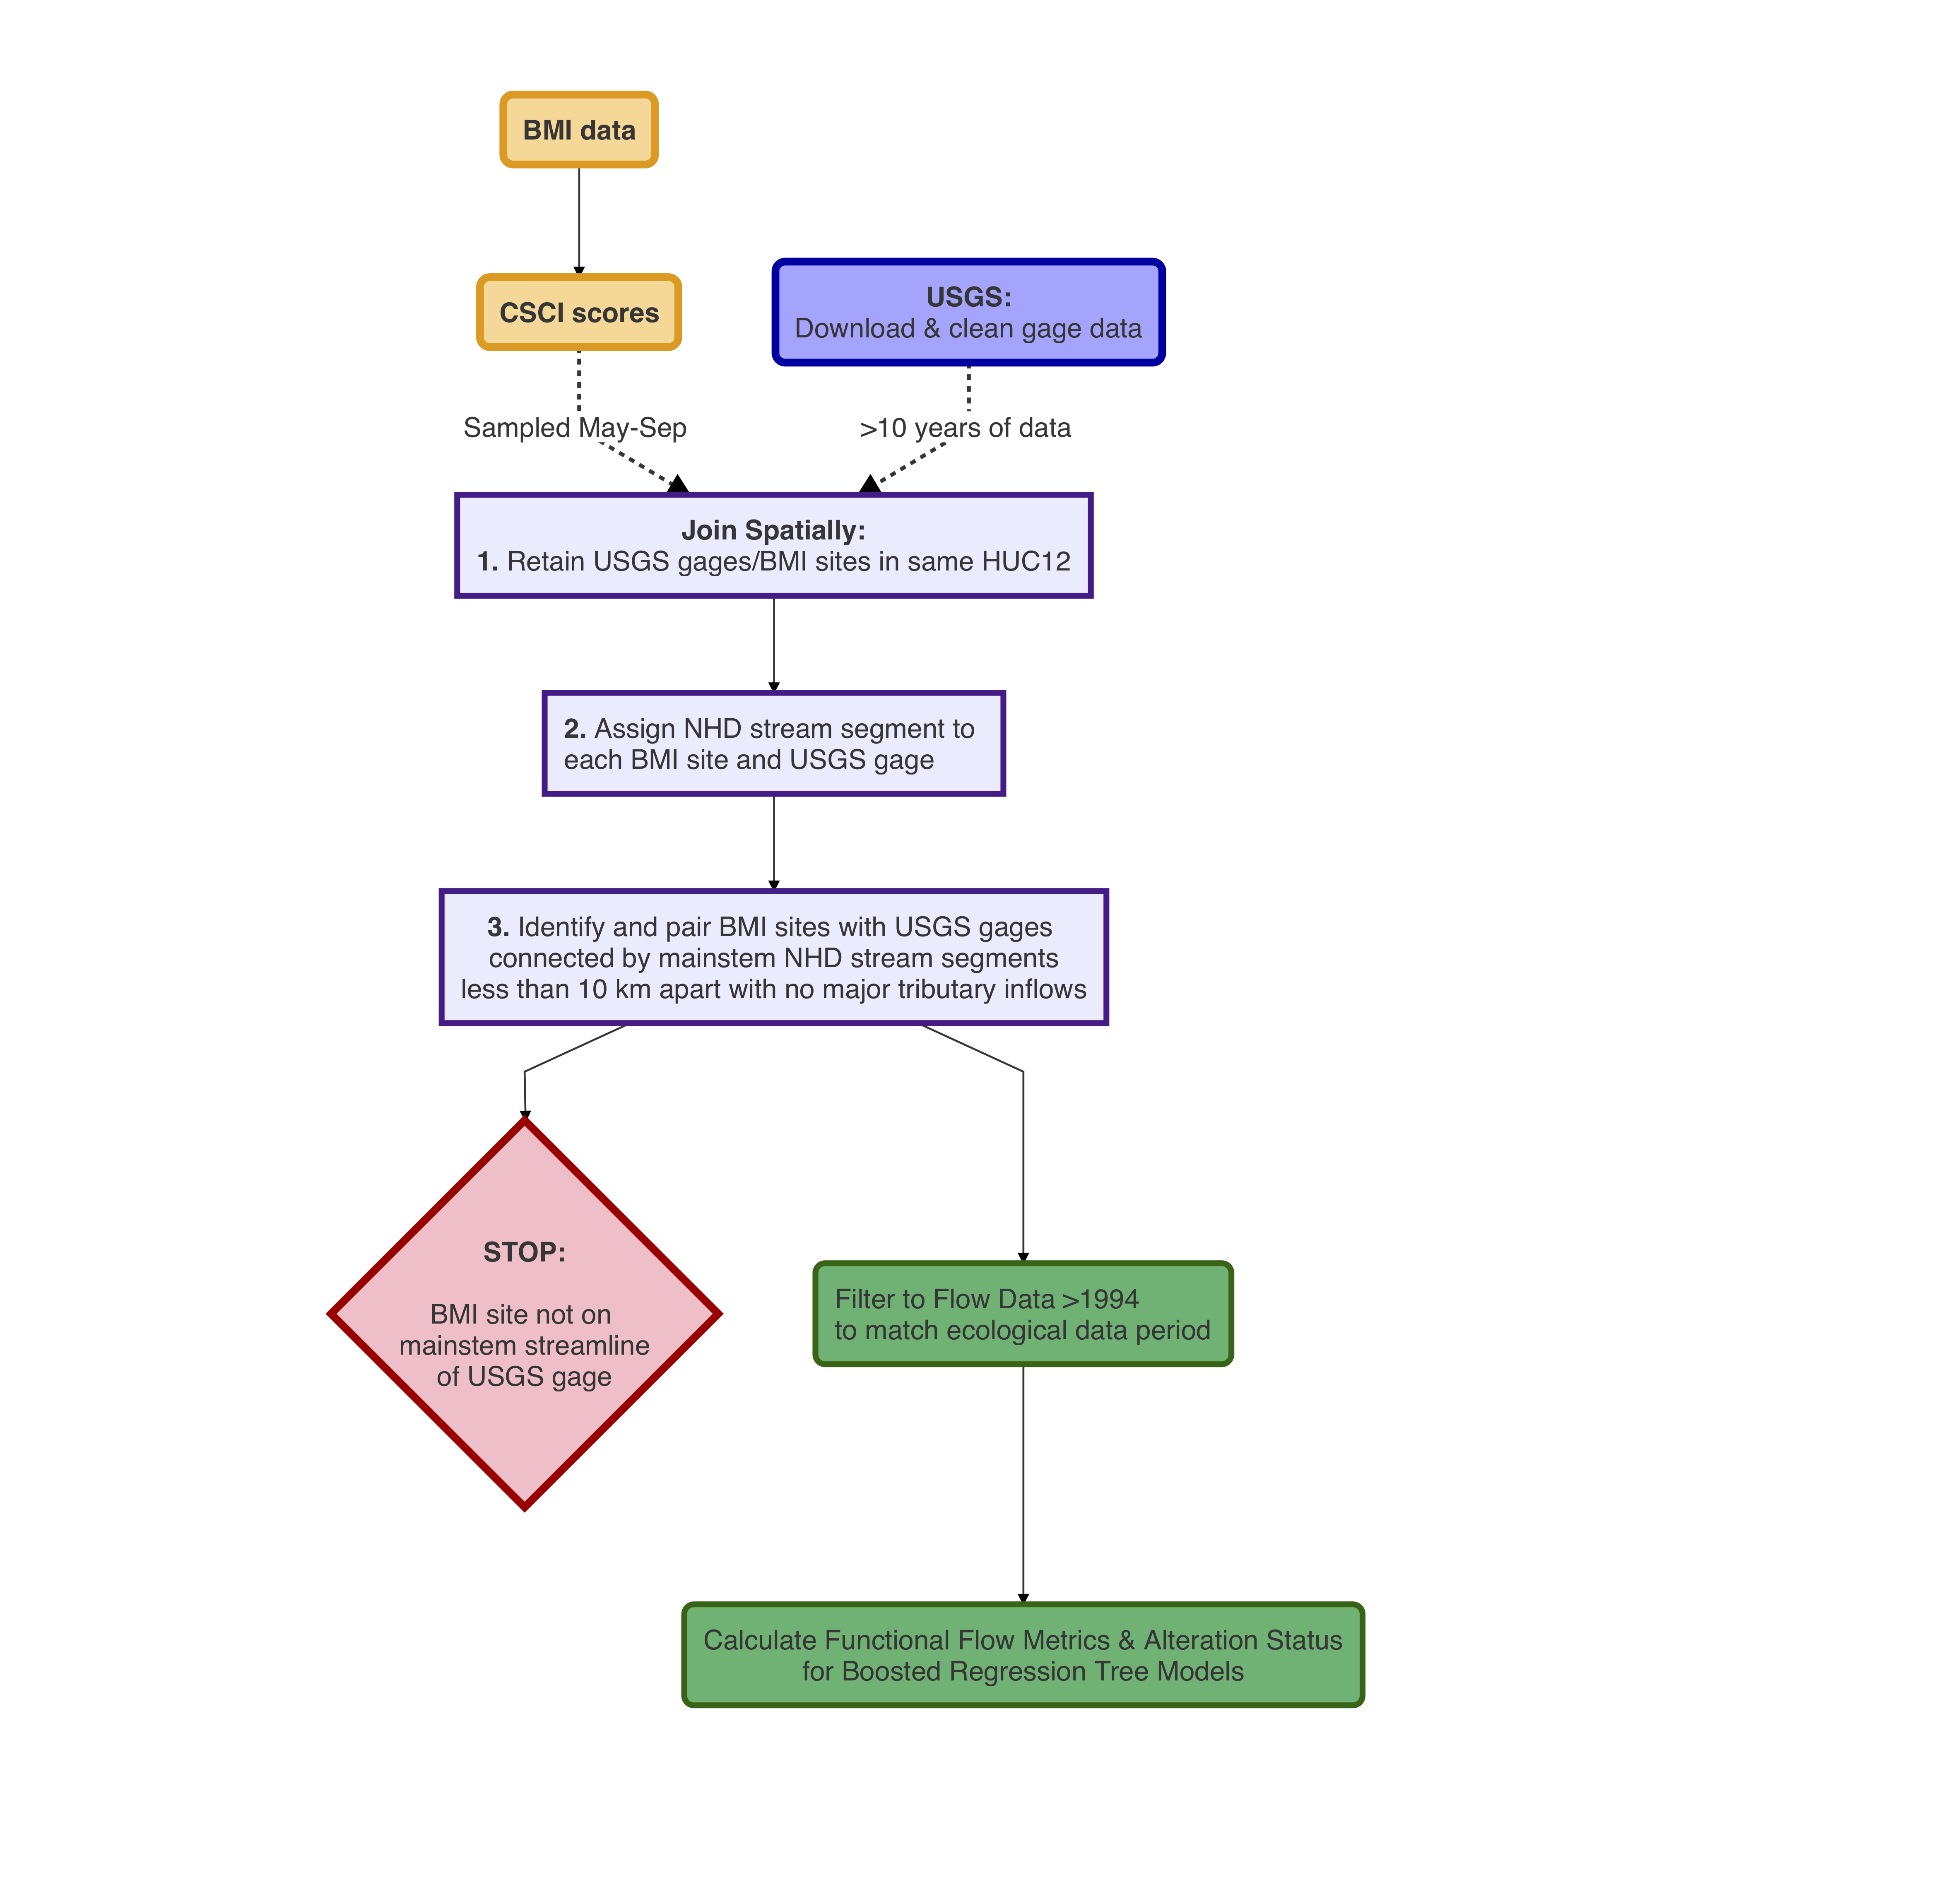 BMI data
CSCI scores
USGS:
Download & clean gage data
Sampled May-Sep
>10 years of data
Join Spatially:
1. Retain USGS gages/BMI sites in same HUC12
2. Assign NHD stream segment to
each BMI site and USGS gage
3. Identify and pair BMI sites with USGS gages
connected by mainstem NHD stream segments
less than 10 km apart with no major tributary inflows
STOP:
BMI site not on
mainstem streamline
of USGS gage
Filter to Flow Data >1994
to match ecological data period
Calculate Functional Flow Metrics & Alteration Status
for Boosted Regression Tree Models